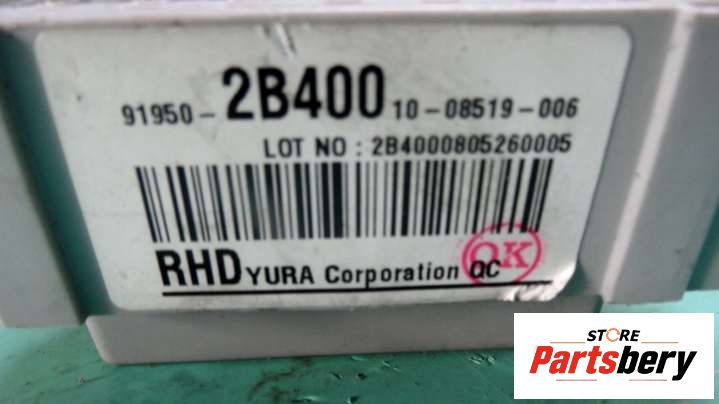 91950-2B400 10-08519-006
LOT NO : 2B4000805260005
RHD YURA Corporation QC
OK
STORE
Partsbery